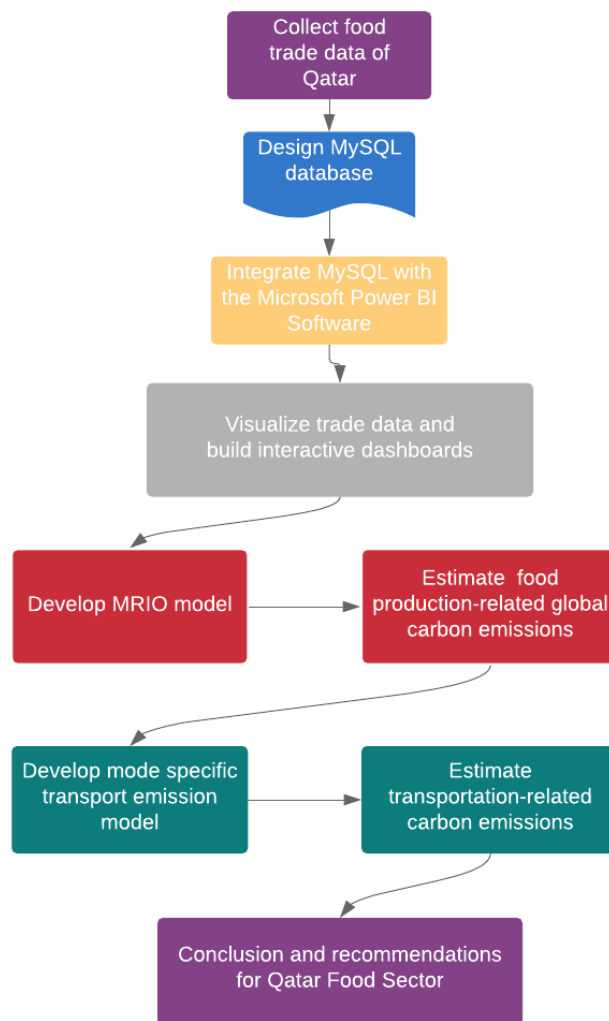 Collect food
trade data of
Qatar
Design MySQL
database
Integrate MySQL with
the Microsoft Power BI
Software
Visualize trade data and
build interactive dashboards
Develop MRIO model
Estimate food
production-related global
carbon emissions
Develop mode specific
transport emission
model
Estimate
transportation-related
carbon emissions
Conclusion and recommendations
for Qatar Food Sector